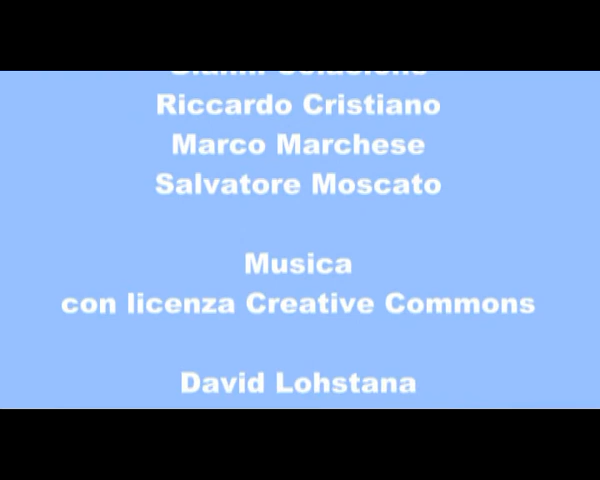 Riccardo Cristiano
Marco Marchese
Salvatore Moscato
Musica
con licenza Creative Commons
David Lohstana